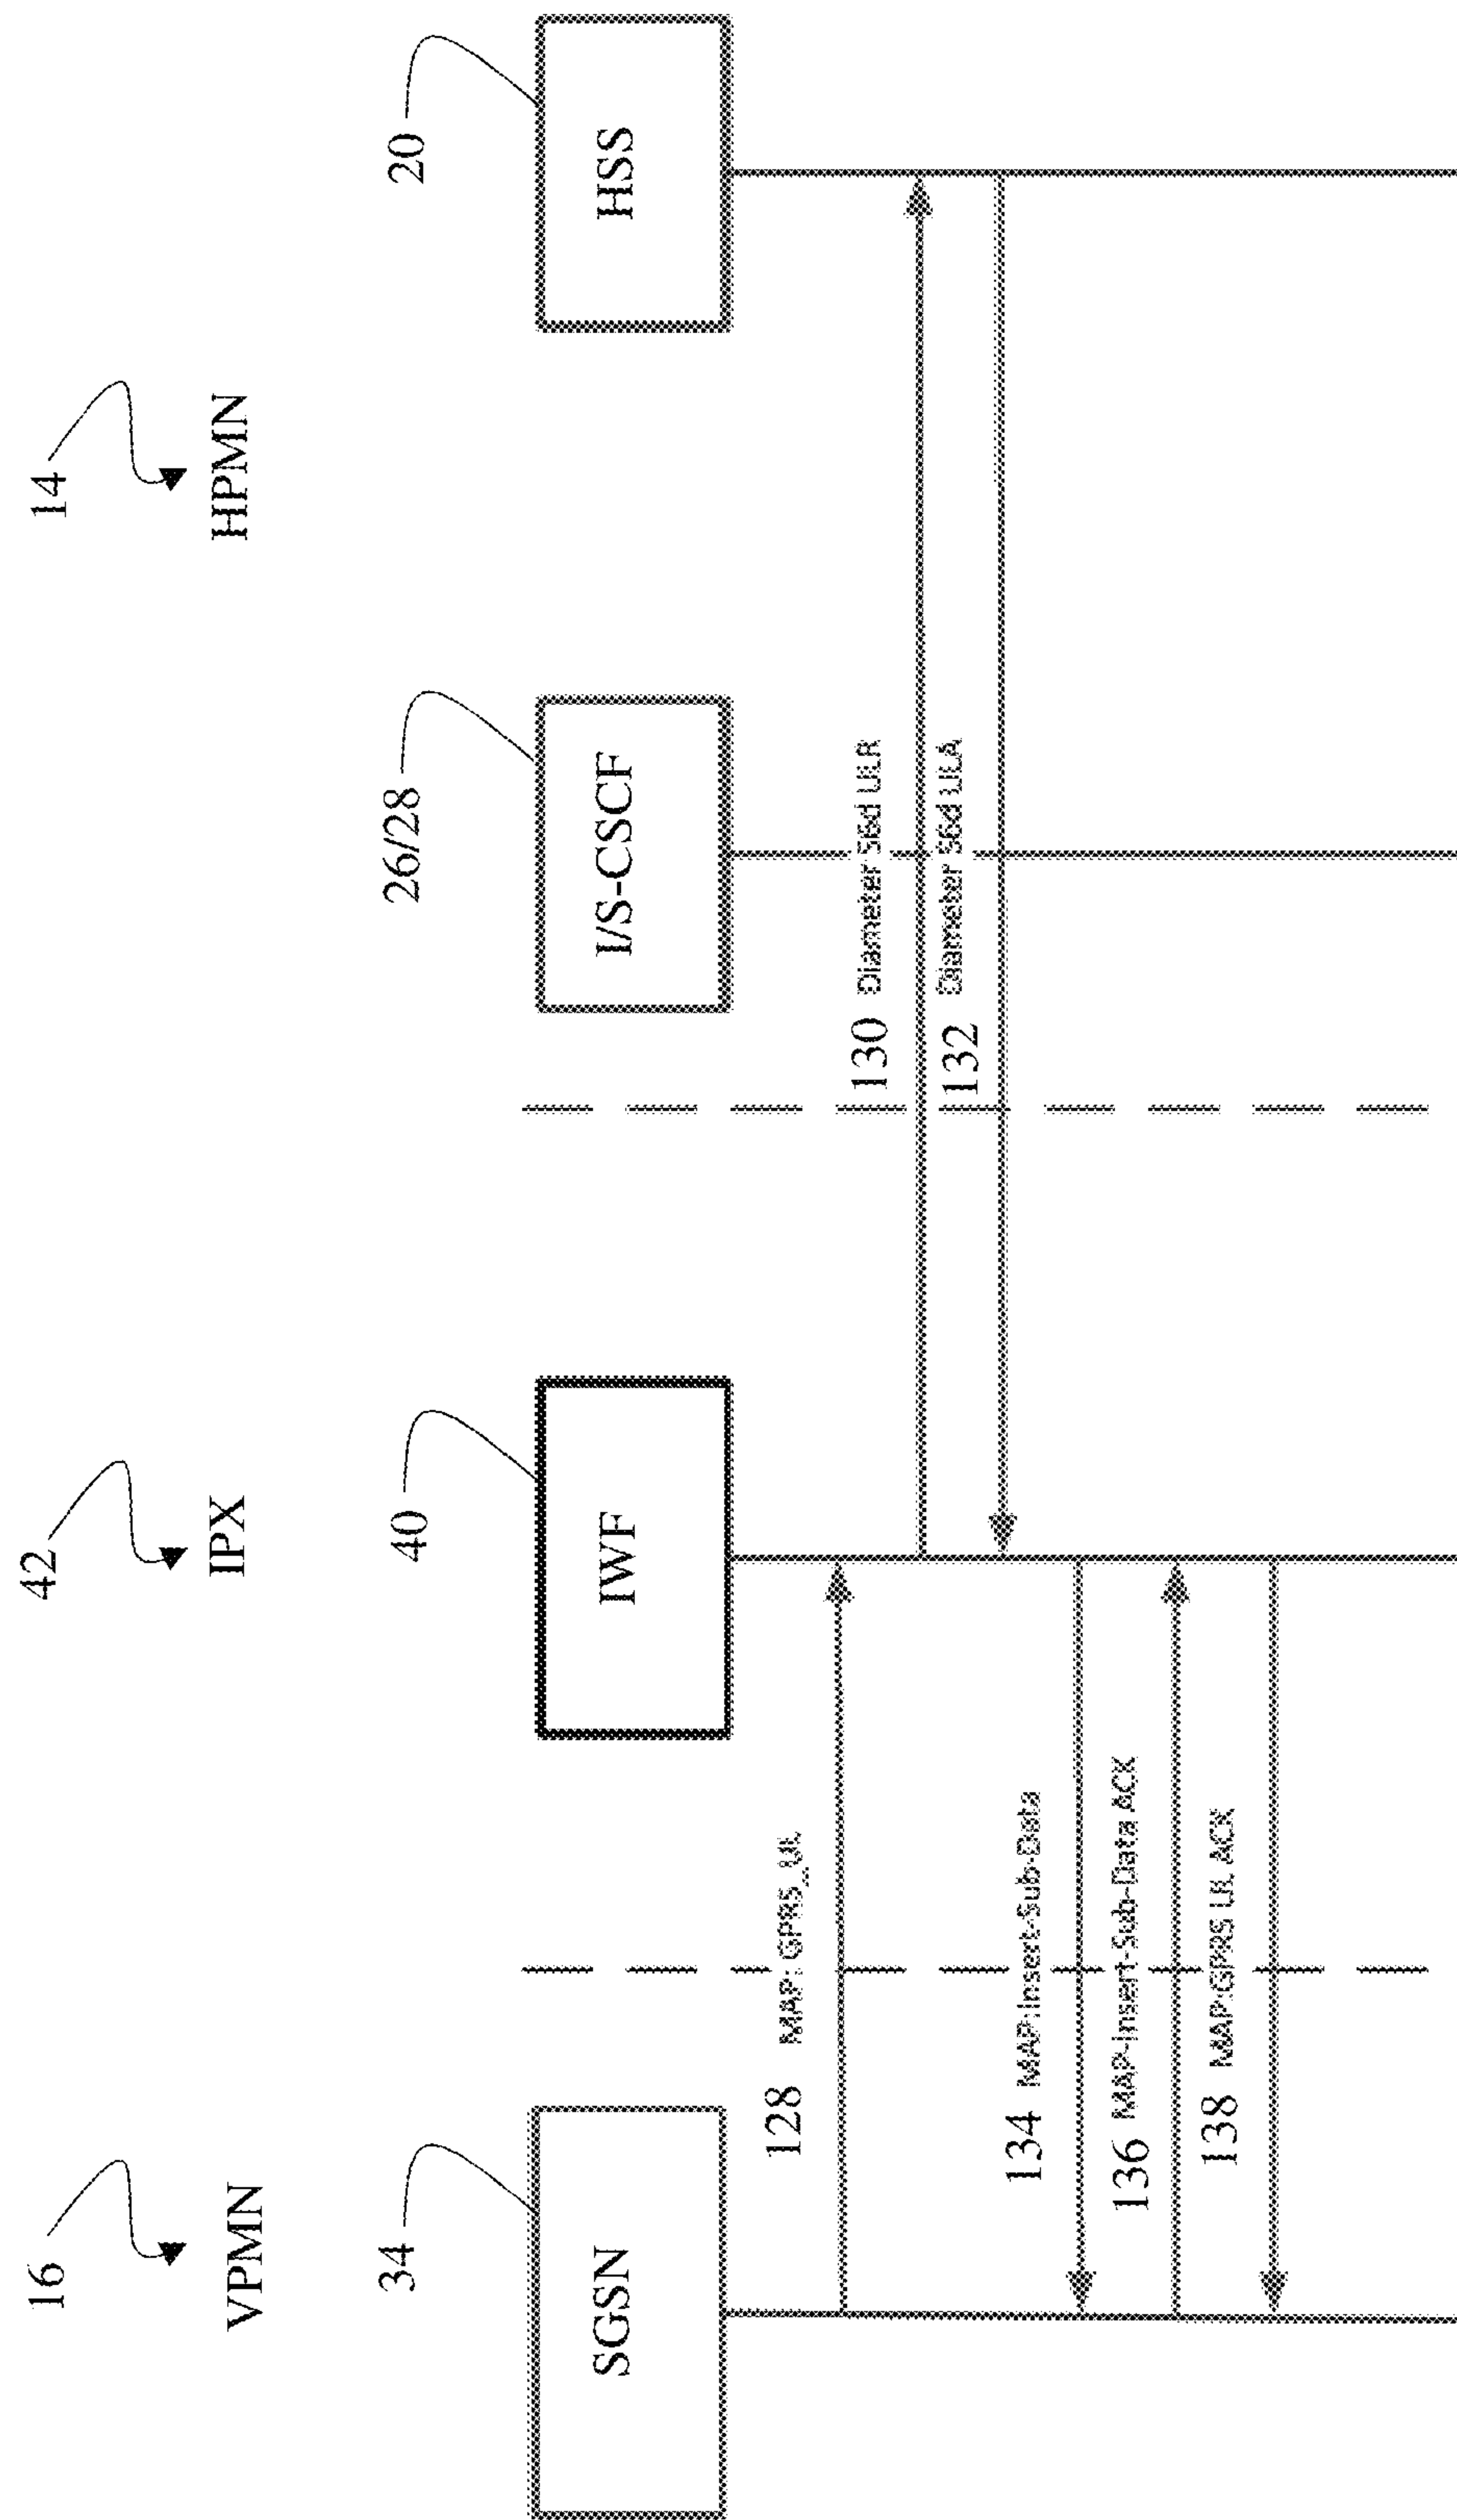 16
VPMN
42
IPX
14
HPMN
34
40
26/28
20
SGSN
IWF
I/S-CSCF
HSS
128 MAP: GPRS_UL
130 Diameter S6d ULR
132 Diameter S6d ULA
134 MAP:Insert-Sub-Data
136 MAP-Insert-Sub-Data ACK
138 MAP:GPRS UL ACK